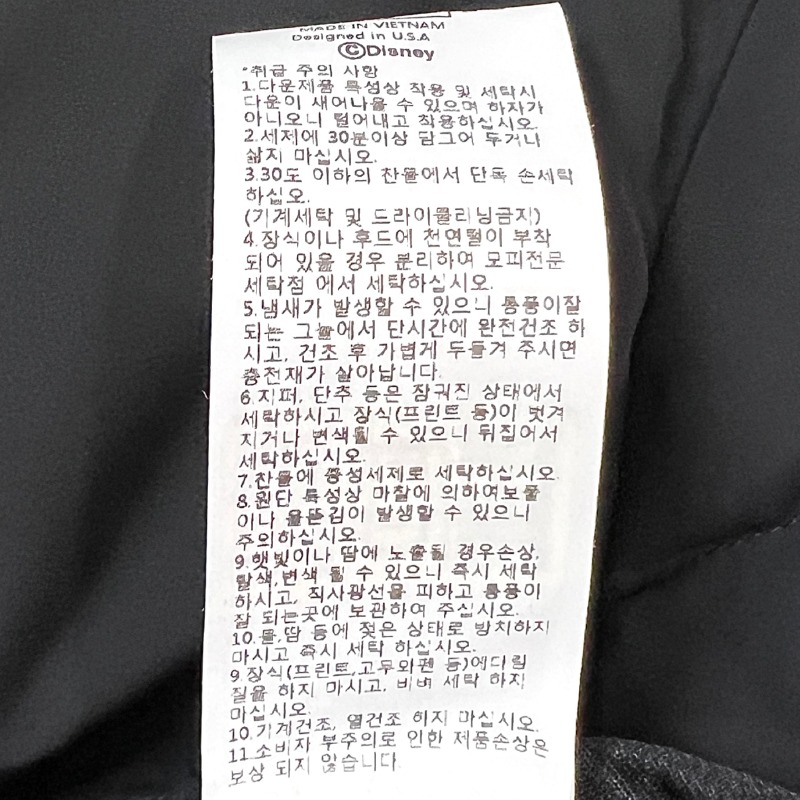 MADE IN VIETNAM
Designed in U.S.A
©Disney
*취급 주의 사항
1.다운제품 특성상 착용 및 세탁시
다운이 새어나올 수 있으며 하자가
아니오니 털어내고 착용하십시오.
2.세제에 30분이상 담그어 두거나
삶지 마십시오.
3.30도 이하의 찬물에서 단독 손세탁
하십오.
(기계세탁 및 드라이클리닝금지)
4.장식이나 후드에 천연털이 부착
되어 있을 경우 분리하여 모피전문
세탁점 에서 세탁하십시오.
5.냄새가 발생할 수 있으니 통풍이잘
되는 그늘에서 단시간에 완전건조 하
시고, 건조 후 가볍게 두들겨 주시면
충전재가 살아납니다.
6.지퍼, 단추 등은 잠궈진 상태에서
세탁하시고 장식(프린트 등)이 벗겨
지거나 변색될 수 있으니 뒤집어서
세탁하십시오.
7.찬물에 중성세제로 세탁하십시오.
8.원단 특성상 마찰에 의하여보풀
이나 올뜯김이 발생할 수 있으니
주의하십시오.
9.햇빛이나 땀에 노출될 경우손상,
탈색,변색 될 수 있으니 즉시 세탁
하시고, 직사광선을 피하고 통풍이
잘 되는곳에 보관하여 주십시오.
10.물,땀 등에 젖은 상태로 방치하지
마시고 즉시 세탁 하십시오.
9.장식(프린트,고무와펜 등)에다림
질을 하지 마시고, 비벼 세탁 하지
마십시오.
10.기계건조, 열건조 하지 마십시오.
11.소비자 부주의로 인한 제품손상은
보상 되지 않습니다.